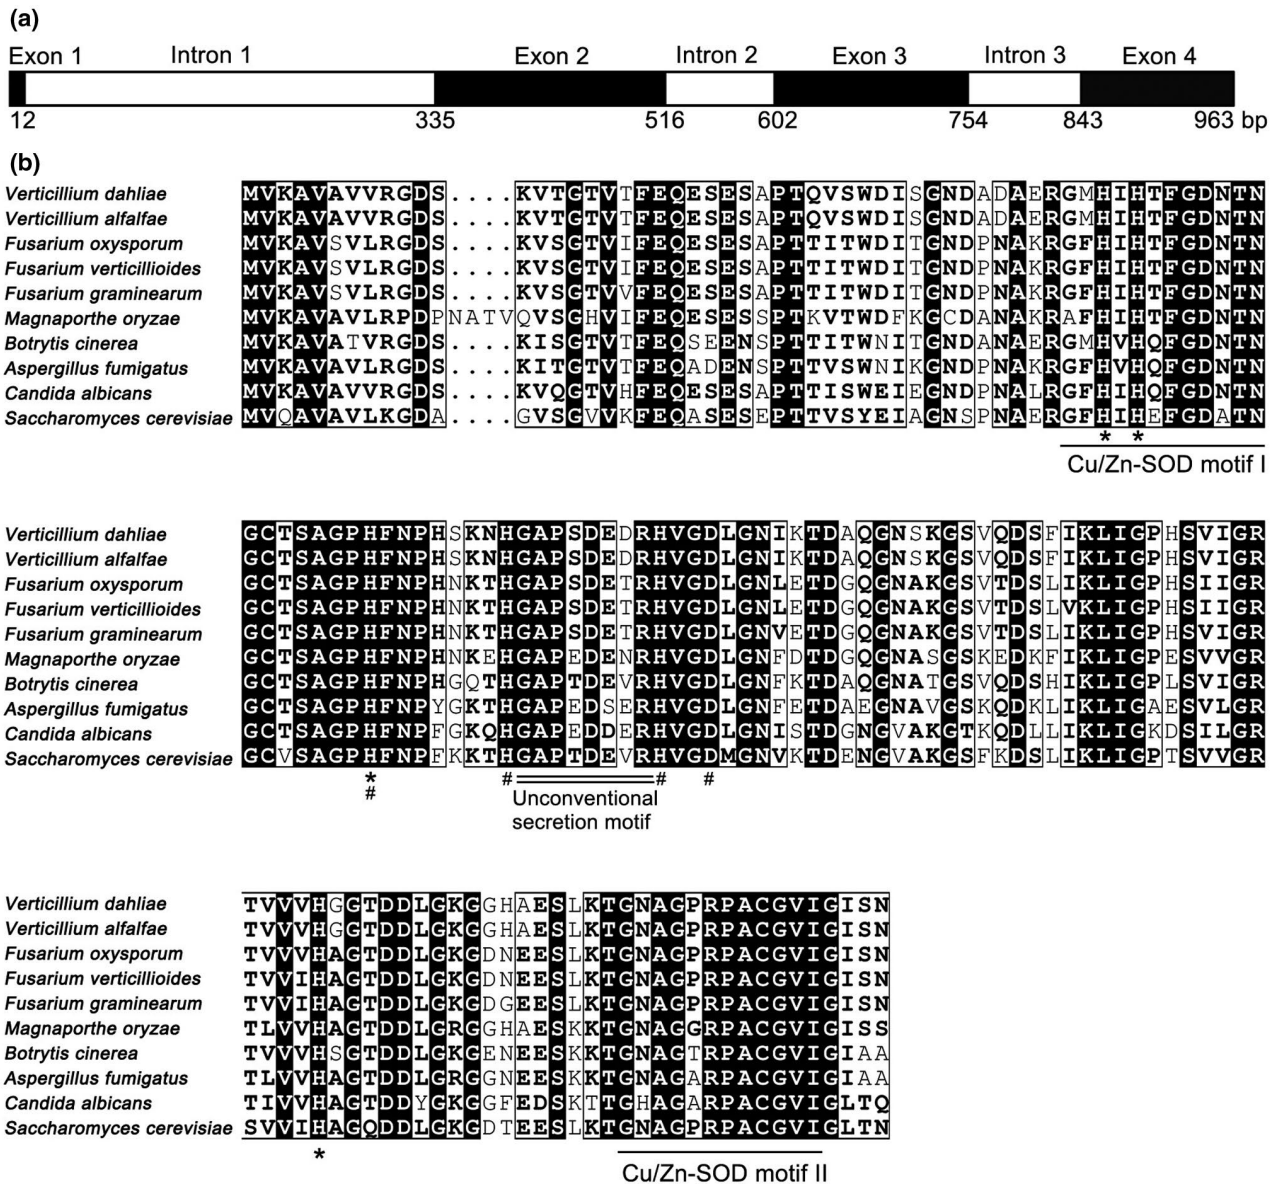 (a)
Exon 1 Intron 1 Exon 2 Intron 2 Exon 3 Intron 3 Exon 4
12 335 516 602 754 843 963 bp
(b)
Verticillium dahliae MVKAVAVVRGDS....KVTGTVTFEQESESAPTQVSWDISGNDADAERGMHIHTFGDNTN
Verticillium alfalfae MVKAVAVVRGDS....KVTGTVTFEQESESAPTQVSWDISGNDADAERGMHIHTFGDNTN
Fusarium oxysporum MVKAVSVLRGDS....KVSGTVIFEQESESAPTTITWDITGNDPNAKRGFHIHTFGDNTN
Fusarium verticillioides MVKAVSVLRGDS....KVSGTVIFEQESESAPTTITWDITGNDPNAKRGFHIHTFGDNTN
Fusarium graminearum MVKAVSVLRGDS....KVSGTVVFEQESESAPTTITWDITGNDPNAKRGFHIHTFGDNTN
Magnaporthe oryzae MVKAVAVLRPDPNATVQVSGHVIFEQESESSPTKVTWDFKGCDANAKRAFHIHTFGDNTN
Botrytis cinerea MVKAVATVRGDS....KISGTVTFEQSEENSPTTITWNITGNDANAERGMHVHQFGDNTN
Aspergillus fumigatus MVKAVAVLRGDS....KITGTVTFEQADENSPTTVSWNIKGNDPNAKRGFHVHQFGDNTN
Candida albicans MVKAVAVVRGDS....KVQGTVHFEQESESAPTTISWEIEGNDPNALRGFHIHQFGDNTN
Saccharomyces cerevisiae MVQAVAVLKGDA....GVSGVVKFEQASESEPTTVSYEIAGNSPNAERGFHIHEFGDATN
* *
Cu/Zn-SOD motif I
Verticillium dahliae GCTSAGPHFNPHSKNHGAPSDEDRHVGDLGNIKTDAQGNSKGSVQDSFIKLIGPHSVIGR
Verticillium alfalfae GCTSAGPHFNPHSKNHGAPSDEDRHVGDLGNIKTDAQGNSKGSVQDSFIKLIGPHSVIGR
Fusarium oxysporum GCTSAGPHFNPHNKTHGAPSDETRHVGDLGNLETDGQGNAKGSVTDSLIKLIGPHSIIGR
Fusarium verticillioides GCTSAGPHFNPHNKTHGAPSDETRHVGDLGNLETDGQGNAKGSVTDSLVKLIGPHSIIGR
Fusarium graminearum GCTSAGPHFNPHNKTHGAPSDETRHVGDLGNVETDGQGNAKGSVTDSLIKLIGPHSVIGR
Magnaporthe oryzae GCTSAGPHFNPHNKEHGAPEDENRHVGDLGNFDTDGQGNASGSKEDKFIKLIGPESVVGR
Botrytis cinerea GCTSAGPHFNPHGQTHGAPTDEVRHVGDLGNFKTDAQGNATGSVQDSHIKLIGPLSVIGR
Aspergillus fumigatus GCTSAGPHFNPYGKTHGAPEDSERHVGDLGNFETDAEGNAVGSKQDKLIKLIGAESVLGR
Candida albicans GCTSAGPHFNPFGKQHGAPEDDERHVGDLGNISTDGNGVAKGTKQDLLIKLIGKDSILGR
Saccharomyces cerevisiae GCVSAGPHFNPFKKTHGAPTDEVRHVGDMGNVKTDENGVAKGSFKDSLIKLIGPTSVVGR
* # # #
#
Unconventional
secretion motif
Verticillium dahliae TVVVHGGTDDLGKGGHAESLKTGNAGPRPACGVIGISN
Verticillium alfalfae TVVVHGGTDDLGKGGHAESLKTGNAGPRPACGVIGISN
Fusarium oxysporum TVVVHAGTDDLGKGDNEESLKTGNAGPRPACGVIGISN
Fusarium verticillioides TVVIHAGTDDLGKGDNEESLKTGNAGPRPACGVIGISN
Fusarium graminearum TVVIHAGTDDLGKGDGEESLKTGNAGPRPACGVIGISN
Magnaporthe oryzae TLVVHAGTDDLGRGGHAESKKTGNAGGRPACGVIGISS
Botrytis cinerea TVVVHSGTDDLGKGENEESKKTGNAGTRPACGVIGIAA
Aspergillus fumigatus TLVVHAGTDDLGRGGNEESKKTGNAGARPACGVIGIAA
Candida albicans TIVVHAGTDDYGKGGFEDSKTTGHAGARPACGVIGLTQ
Saccharomyces cerevisiae SVVIHAGQDDLGKGDTEESLKTGNAGPRPACGVIGLTN
*
Cu/Zn-SOD motif II